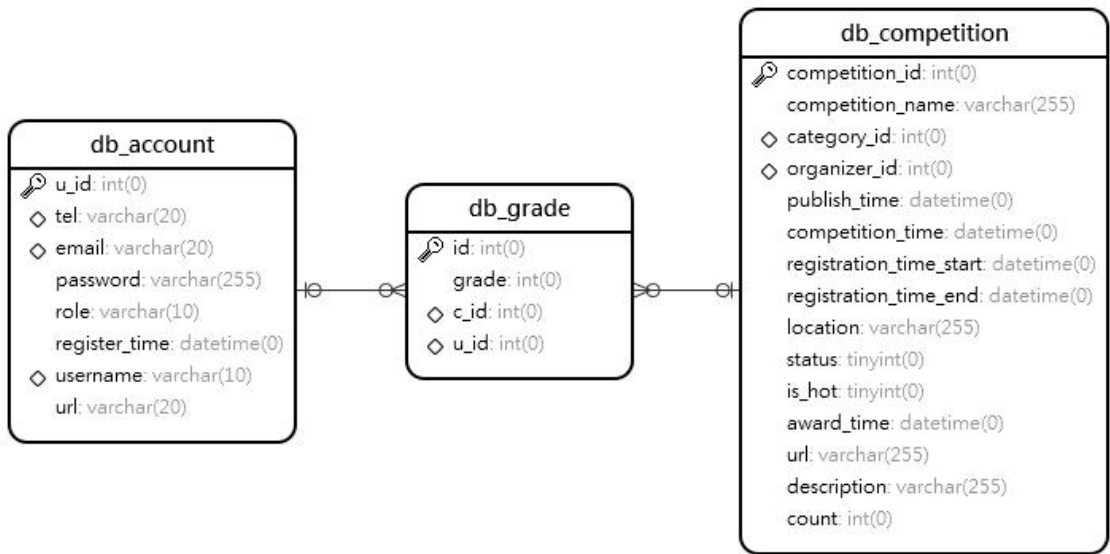 db_account
u_id: int(0)
tel: varchar(20)
email: varchar(20)
password: varchar(255)
role: varchar(10)
register_time: datetime(0)
username: varchar(10)
url: varchar(20)
db_grade
id: int(0)
grade: int(0)
c_id: int(0)
u_id: int(0)
db_competition
competition_id: int(0)
competition_name: varchar(255)
category_id: int(0)
organizer_id: int(0)
publish_time: datetime(0)
competition_time: datetime(0)
registration_time_start: datetime(0)
registration_time_end: datetime(0)
location: varchar(255)
status: tinyint(0)
is_hot: tinyint(0)
award_time: datetime(0)
url: varchar(255)
description: varchar(255)
count: int(0)